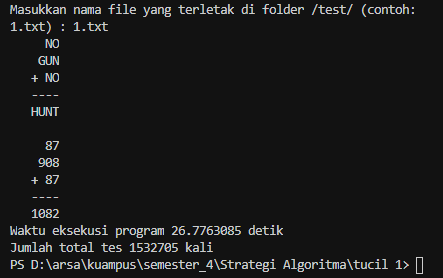 Masukkan nama file yang terletak di folder /test/ (contoh:
1.txt) : 1.txt
NO
GUN
+ NO
----
HUNT
87
908
+ 87
----
1082
Waktu eksekusi program 26.7763085 detik
Jumlah total tes 1532705 kali
PS D:\arsa\kuampus\semester_4\Strategi Algoritma\tucil 1>